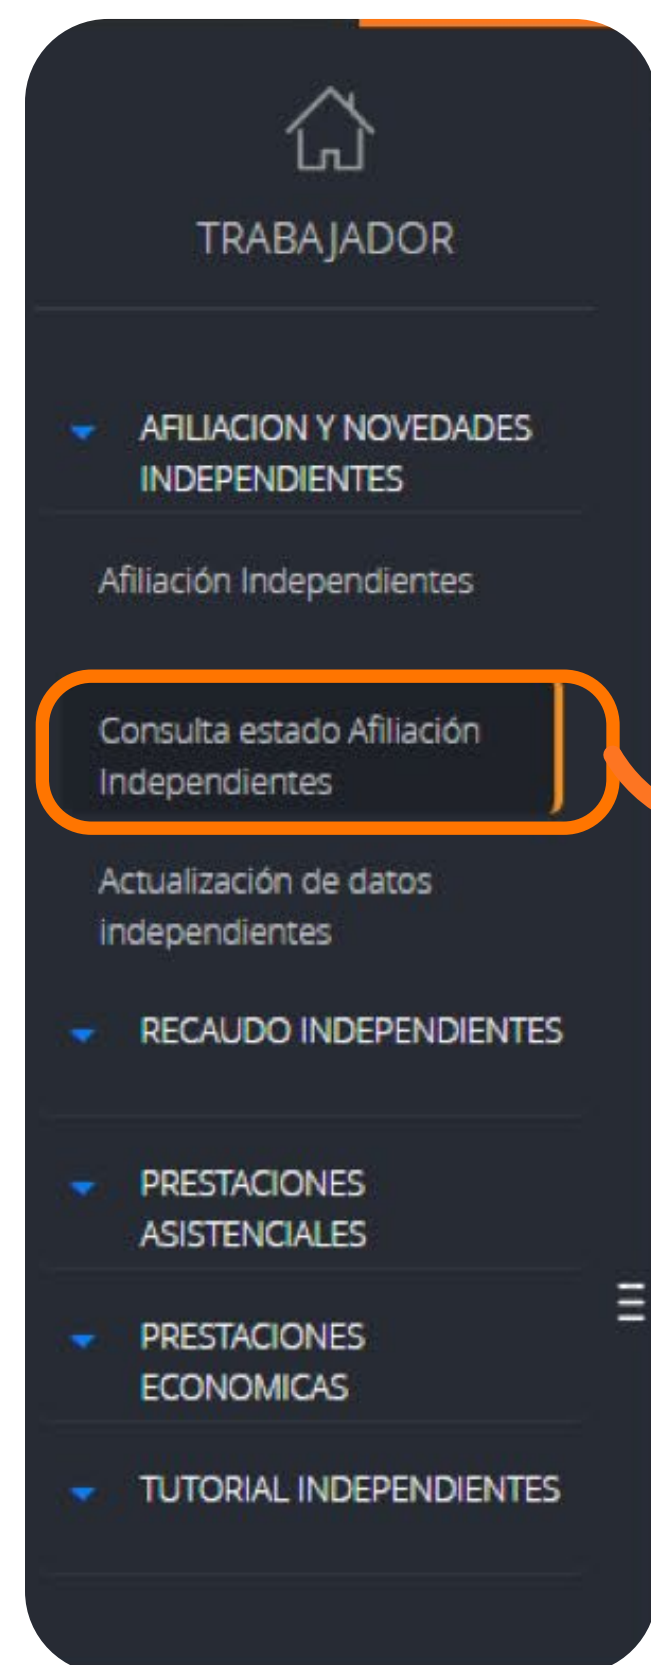 TRABAJADOR
AFILIACION Y NOVEDADES
INDEPENDIENTES
Afiliación Independientes
Consulta estado Afiliación
Independientes
Actualización de datos
independientes
RECAUDO INDEPENDIENTES
PRESTACIONES
ASISTENCIALES
PRESTACIONES
ECONOMICAS
TUTORIAL INDEPENDIENTES